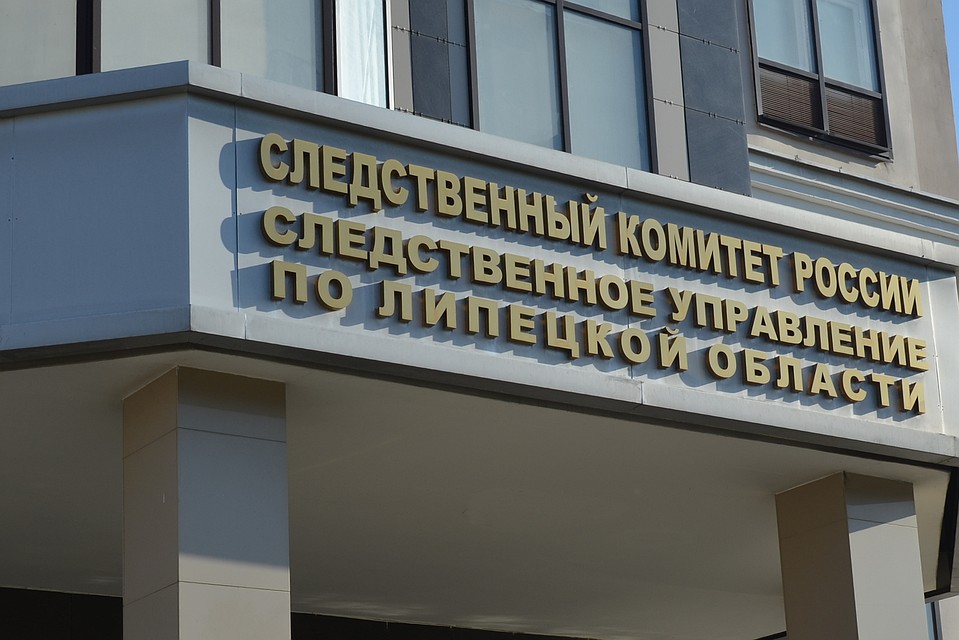 СЛЕДСТВЕННЫЙ КОМИТЕТ РОССИИ
СЛЕДСТВЕННОЕ УПРАВЛЕНИЕ
ПО ЛИПЕЦКОЙ ОБЛАСТИ